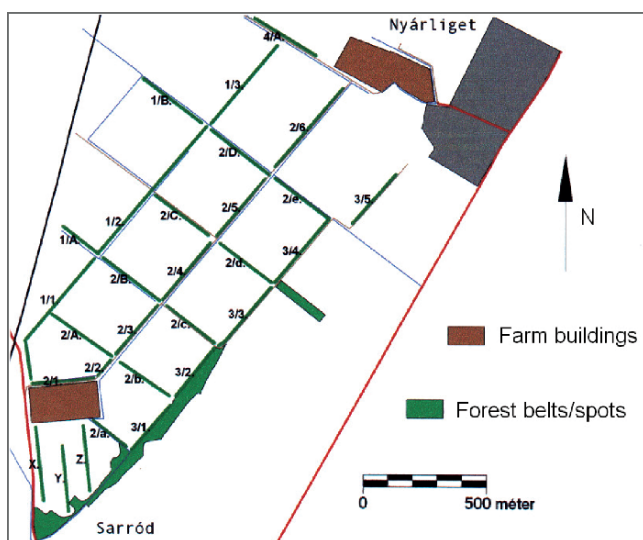 Nyárliget
4/A.
1/3.
1/B.
2/6.
2/D.
3/5.
2/e.
2/5.
2/C.
1/2.
1/A.
3/4.
2/d.
2/4.
2/B.
N
1/1.
3/3.
2/c.
2/3.
2/A.
Farm buildings
2/2.
3/2.
2/b.
2/1.
Forest belts/spots
3/1.
2/a.
X.
Z.
Y.
0 500 méter
Sarród